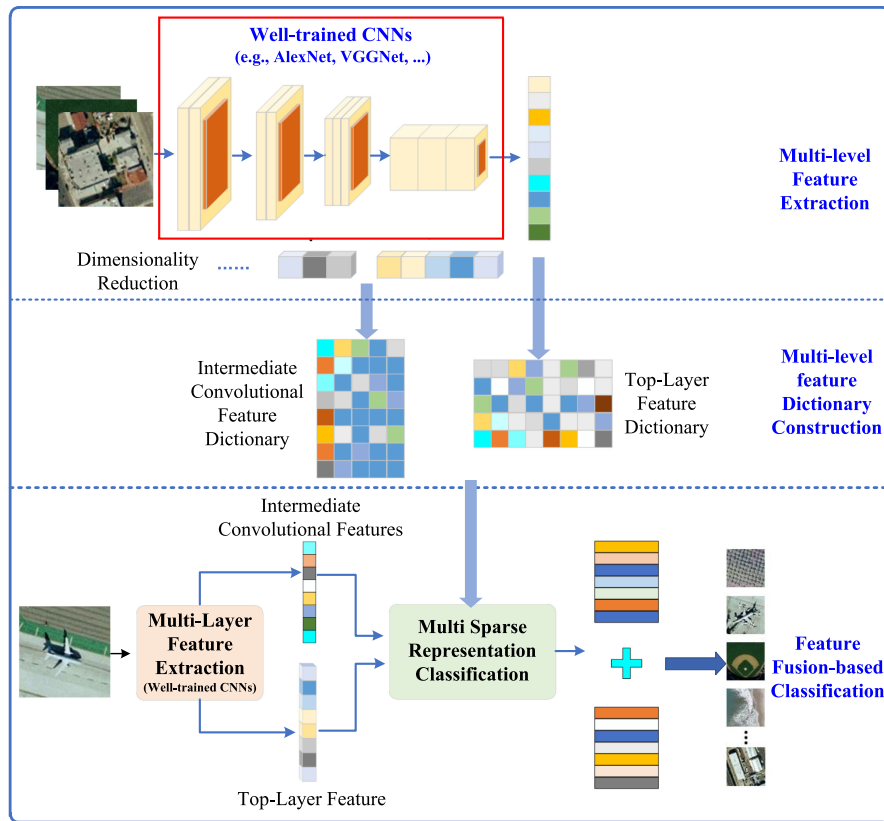 Well-trained CNNs
(e.g., AlexNet, VGGNet, ...)
Multi-level
Feature
Extraction
Dimensionality
Reduction
......
Intermediate
Convolutional
Feature
Dictionary
Top-Layer
Feature
Dictionary
Multi-level
feature
Dictionary
Construction
Intermediate
Convolutional Features
Multi-Layer
Feature
Extraction
(Well-trained CNNs)
Multi Sparse
Representation
Classification
Feature
Fusion-based
Classification
Top-Layer Feature